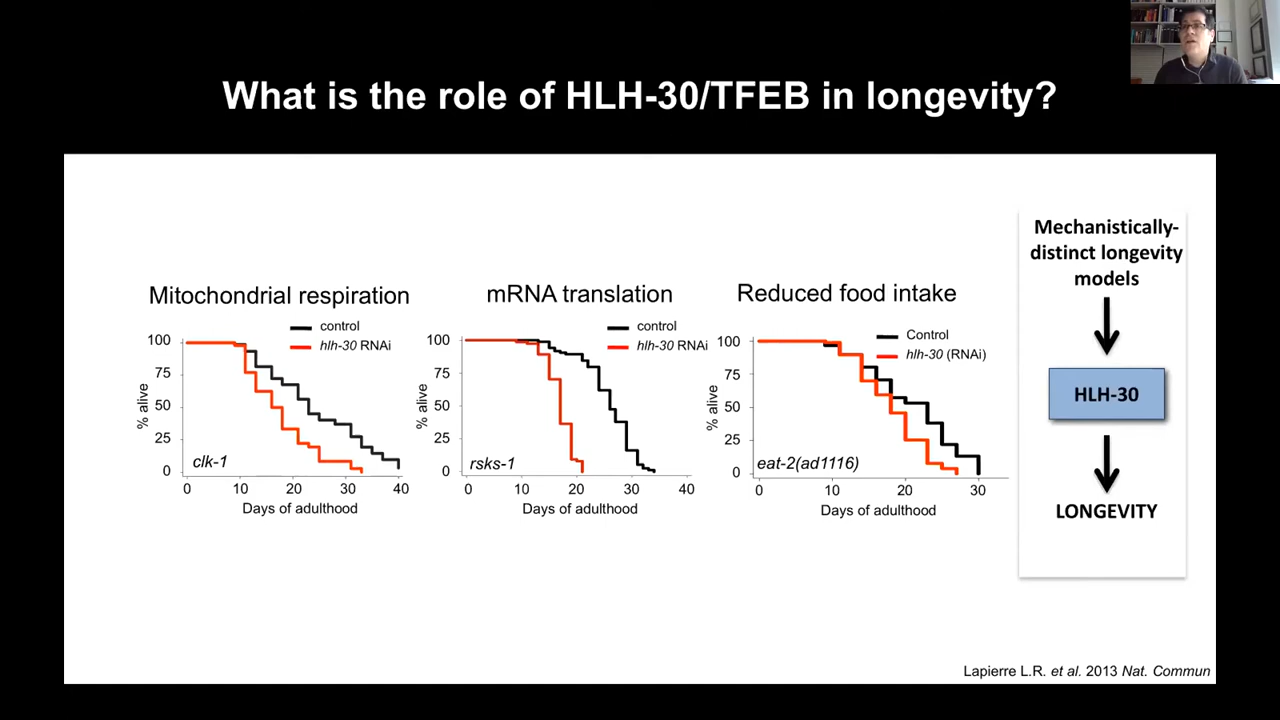 What is the role of HLH-30/TFEB in longevity?
Mitochondrial respiration
control
hlh-30 RNAi
100
75
50
25
0
% alive
clk-1
0 10 20 30 40
Days of adulthood
mRNA translation
control
hlh-30 RNAi
100
75
50
25
0
% alive
rsks-1
0 10 20 30 40
Days of adulthood
Reduced food intake
Control
hlh-30 (RNAi)
100
75
50
25
0
% alive
eat-2(ad1116)
0 10 20 30
Days of adulthood
Mechanistically-
distinct longevity
models
HLH-30
LONGEVITY
Lapierre L.R. et al. 2013 Nat. Commun